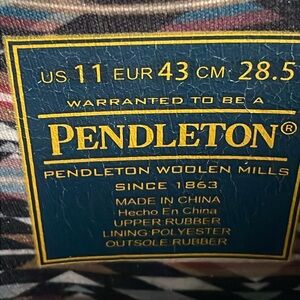 US 11 EUR 43 CM 28.5
WARRANTED TO BE A
PENDLETON®
PENDLETON WOOLEN MILLS
SINCE 1863
MADE IN CHINA
Hecho En China
UPPER RUBBER
LINING:POLYESTER
OUTSOLE:RUBBER